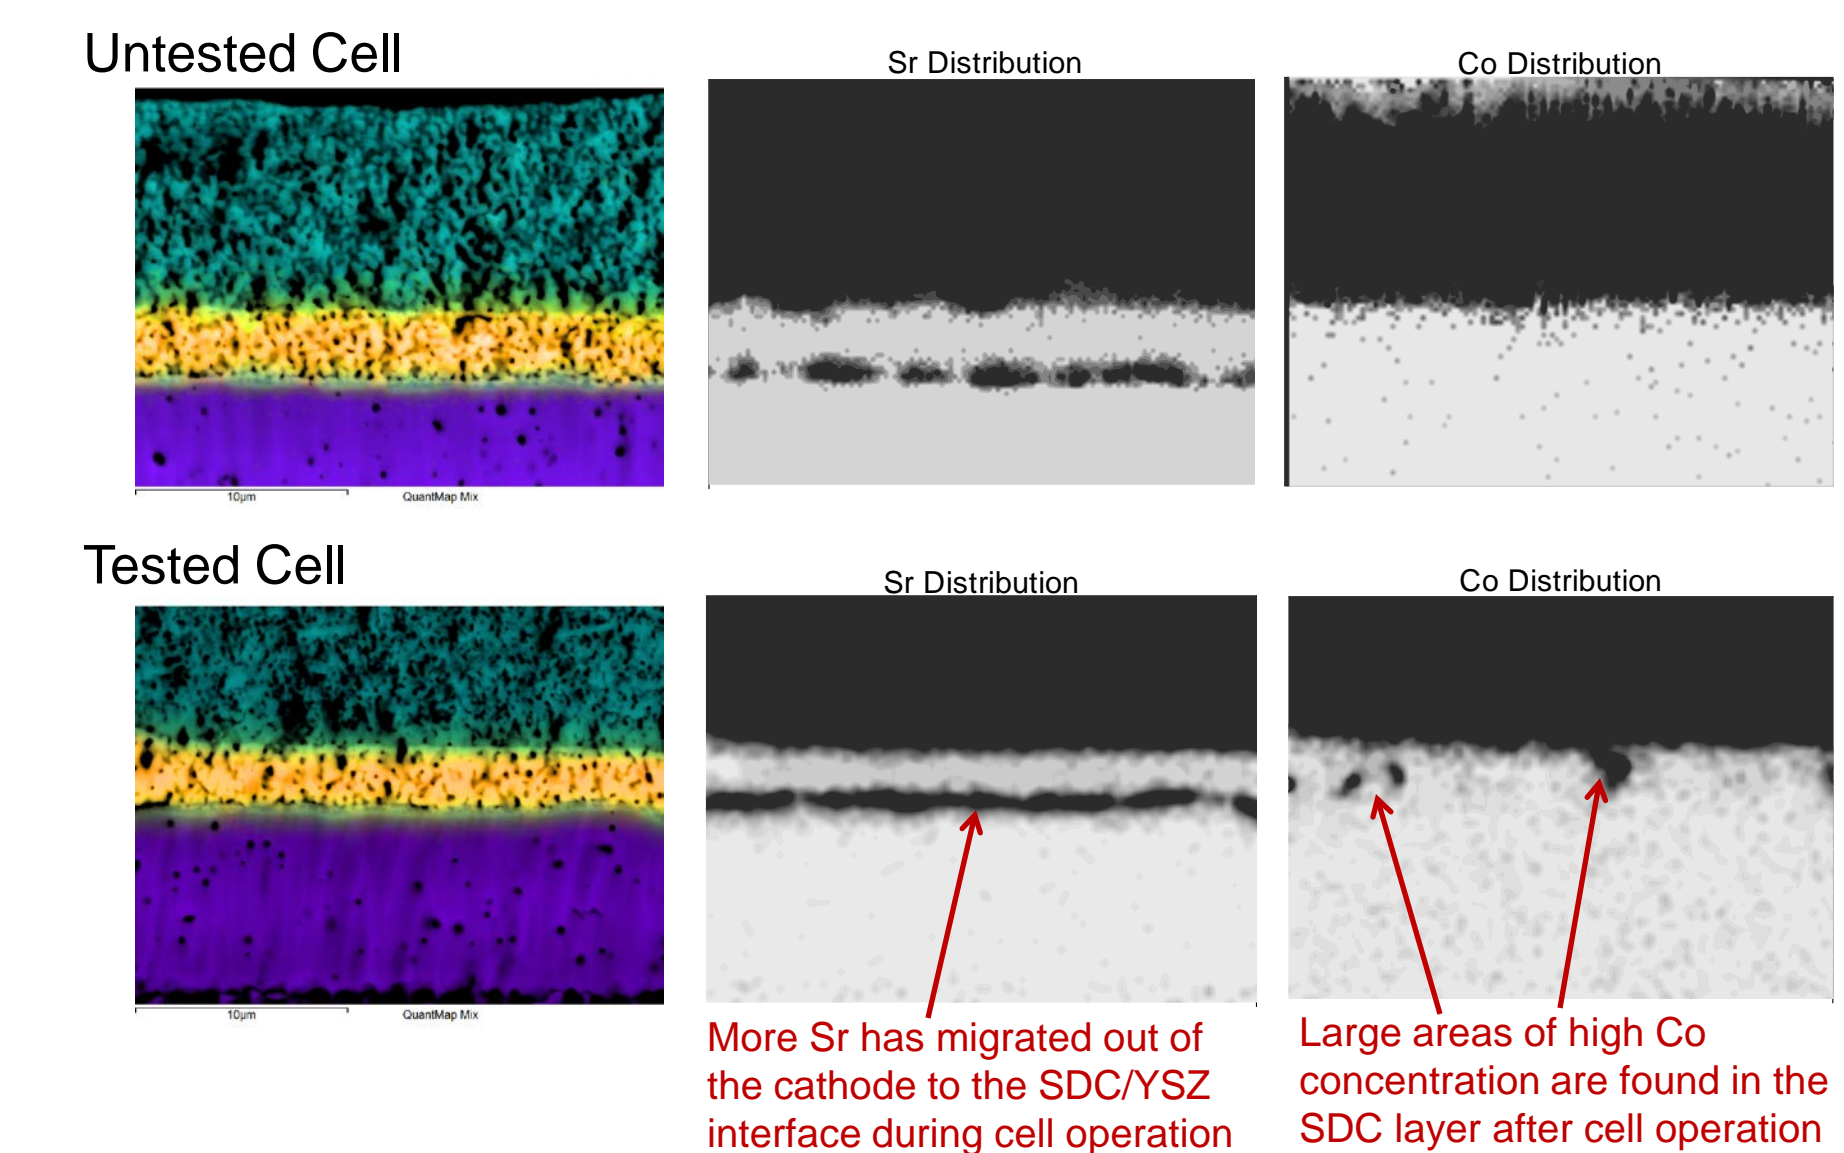 Untested Cell
Sr Distribution
Co Distribution
10µm
QuantMap Mix
Tested Cell
Sr Distribution
Co Distribution
10µm
QuantMap Mix
More Sr has migrated out of
the cathode to the SDC/YSZ
interface during cell operation
Large areas of high Co
concentration are found in the
SDC layer after cell operation